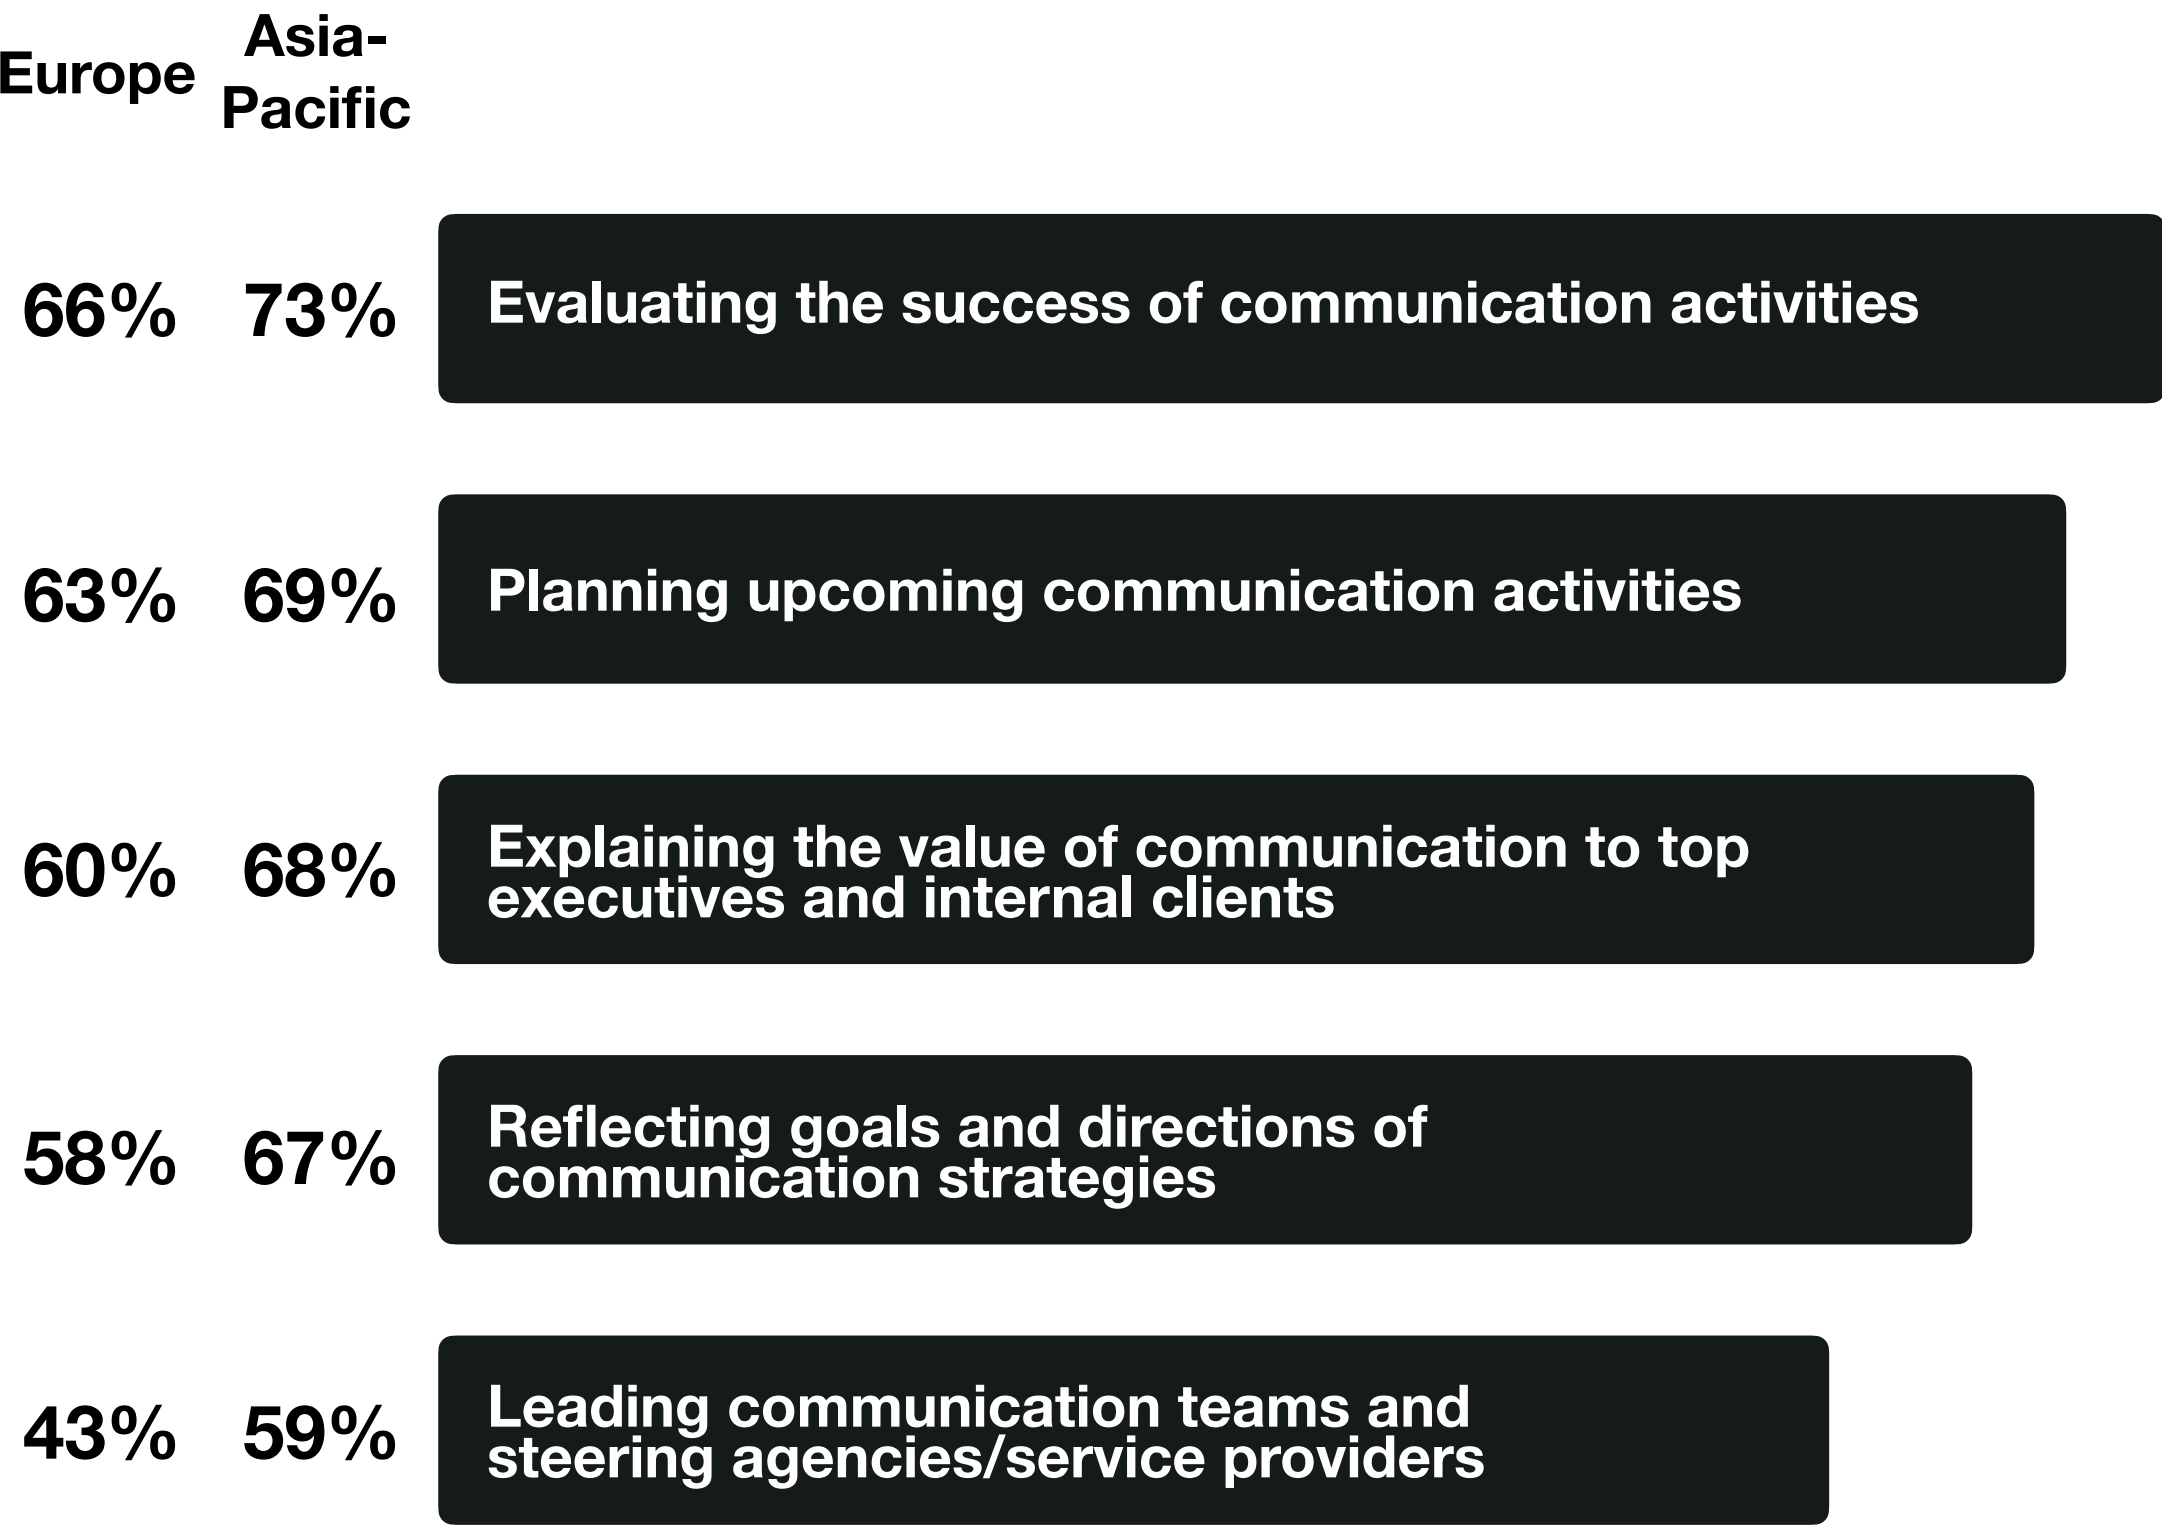 Europe
Asia-
Pacific
66% 73% Evaluating the success of communication activities
63% 69% Planning upcoming communication activities
60% 68% Explaining the value of communication to top
executives and internal clients
58% 67% Reflecting goals and directions of
communication strategies
43% 59% Leading communication teams and
steering agencies/service providers